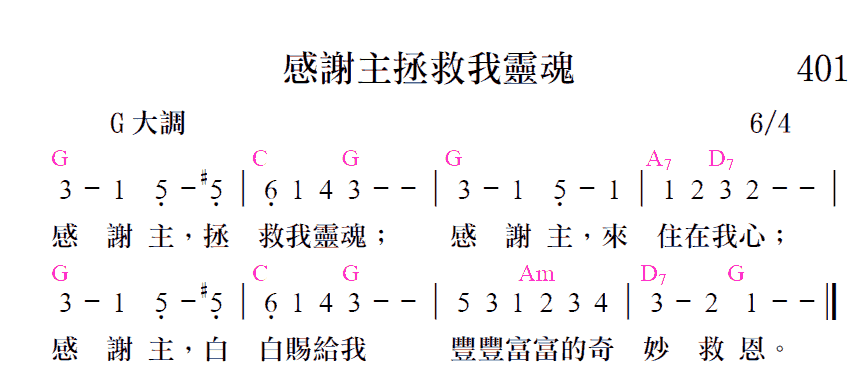 感謝主拯救我靈魂 401
G 大調 6/4
G C G G A7 D7
3 – 1 5̣ – #5̣ | 6̣ 1 4 3 – – | 3 – 1 5̣ – 1 | 1 2 3 2 – – |
感 謝 主，拯 救我靈魂； 感 謝 主，來 住在我心；
G C G Am D7 G
3 – 1 5̣ – #5̣ | 6̣ 1 4 3 – – | 5 3 1 2 3 4 | 3 – 2 1 – – ‖
感 謝 主，白 白賜給我 豐豐富富的奇 妙 救 恩。